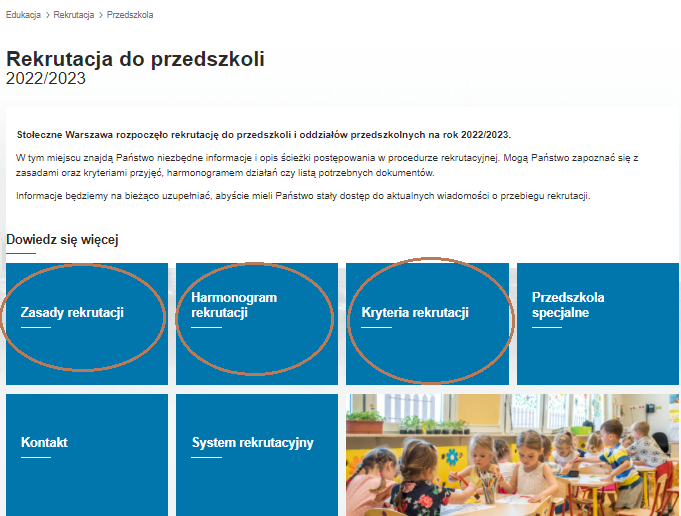 Edukacja > Rekrutacja > Przedszkola
Rekrutacja do przedszkoli
2022/2023
Stołeczne Warszawa rozpoczęło rekrutację do przedszkoli i oddziałów przedszkolnych na rok 2022/2023.
W tym miejscu znajdą Państwo niezbędne informacje i opis ścieżki postępowania w procedurze rekrutacyjnej. Mogą Państwo zapoznać się z
zasadami oraz kryteriami przyjęć, harmonogramem działań czy listą potrzebnych dokumentów.
Informacje będziemy na bieżąco uzupełniać, abyście mieli Państwo stały dostęp do aktualnych wiadomości o przebiegu rekrutacji.
Dowiedz się więcej
Zasady rekrutacji
Harmonogram
rekrutacji
Kryteria rekrutacji
Przedszkola
specjalne
Kontakt
System rekrutacyjny